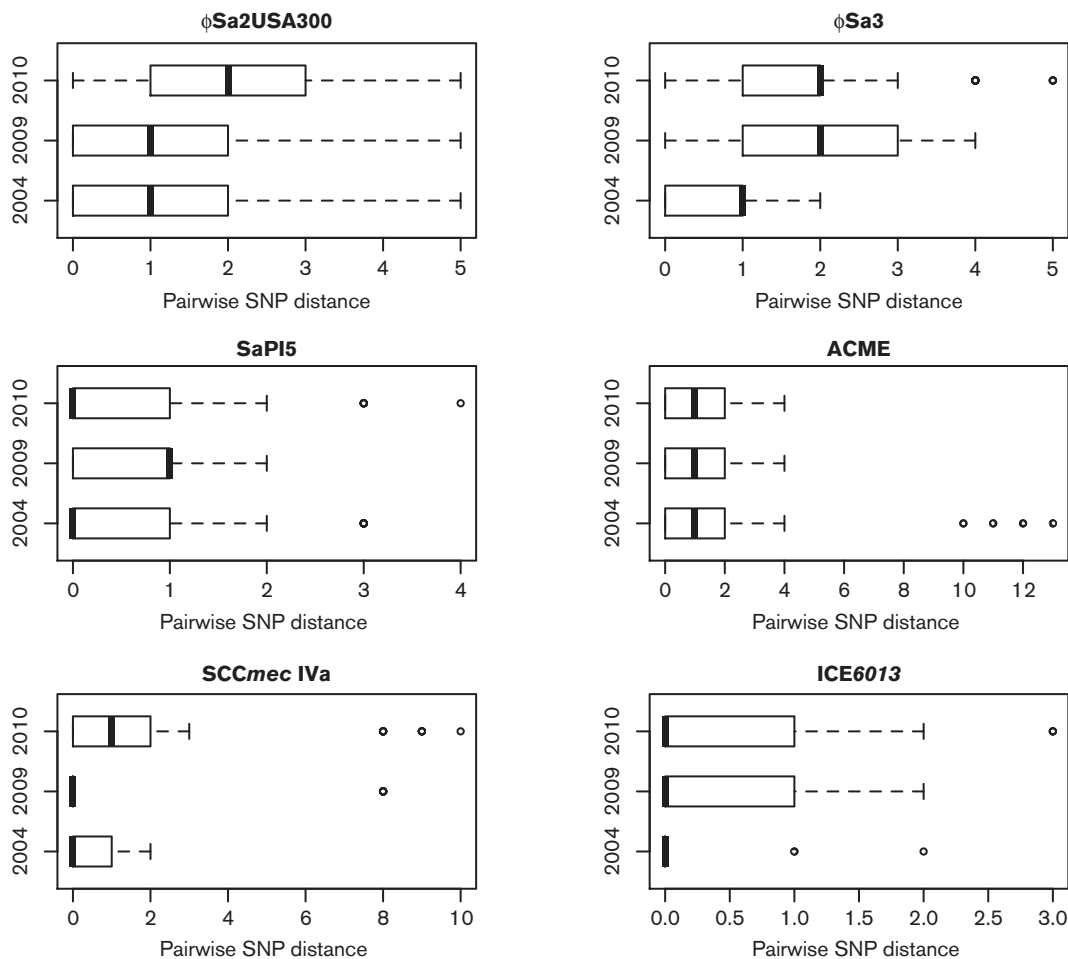 ϕSa2USA300
2010
2009
2004
0 1 2 3 4 5
Pairwise SNP distance
ϕSa3
2010
2009
2004
0 1 2 3 4 5
Pairwise SNP distance
SaPI5
2010
2009
2004
0 1 2 3 4
Pairwise SNP distance
ACME
2010
2009
2004
0 2 4 6 8 10 12
Pairwise SNP distance
SCCmec IVa
2010
2009
2004
0 2 4 6 8 10
Pairwise SNP distance
ICE6013
2010
2009
2004
0.0 0.5 1.0 1.5 2.0 2.5 3.0
Pairwise SNP distance